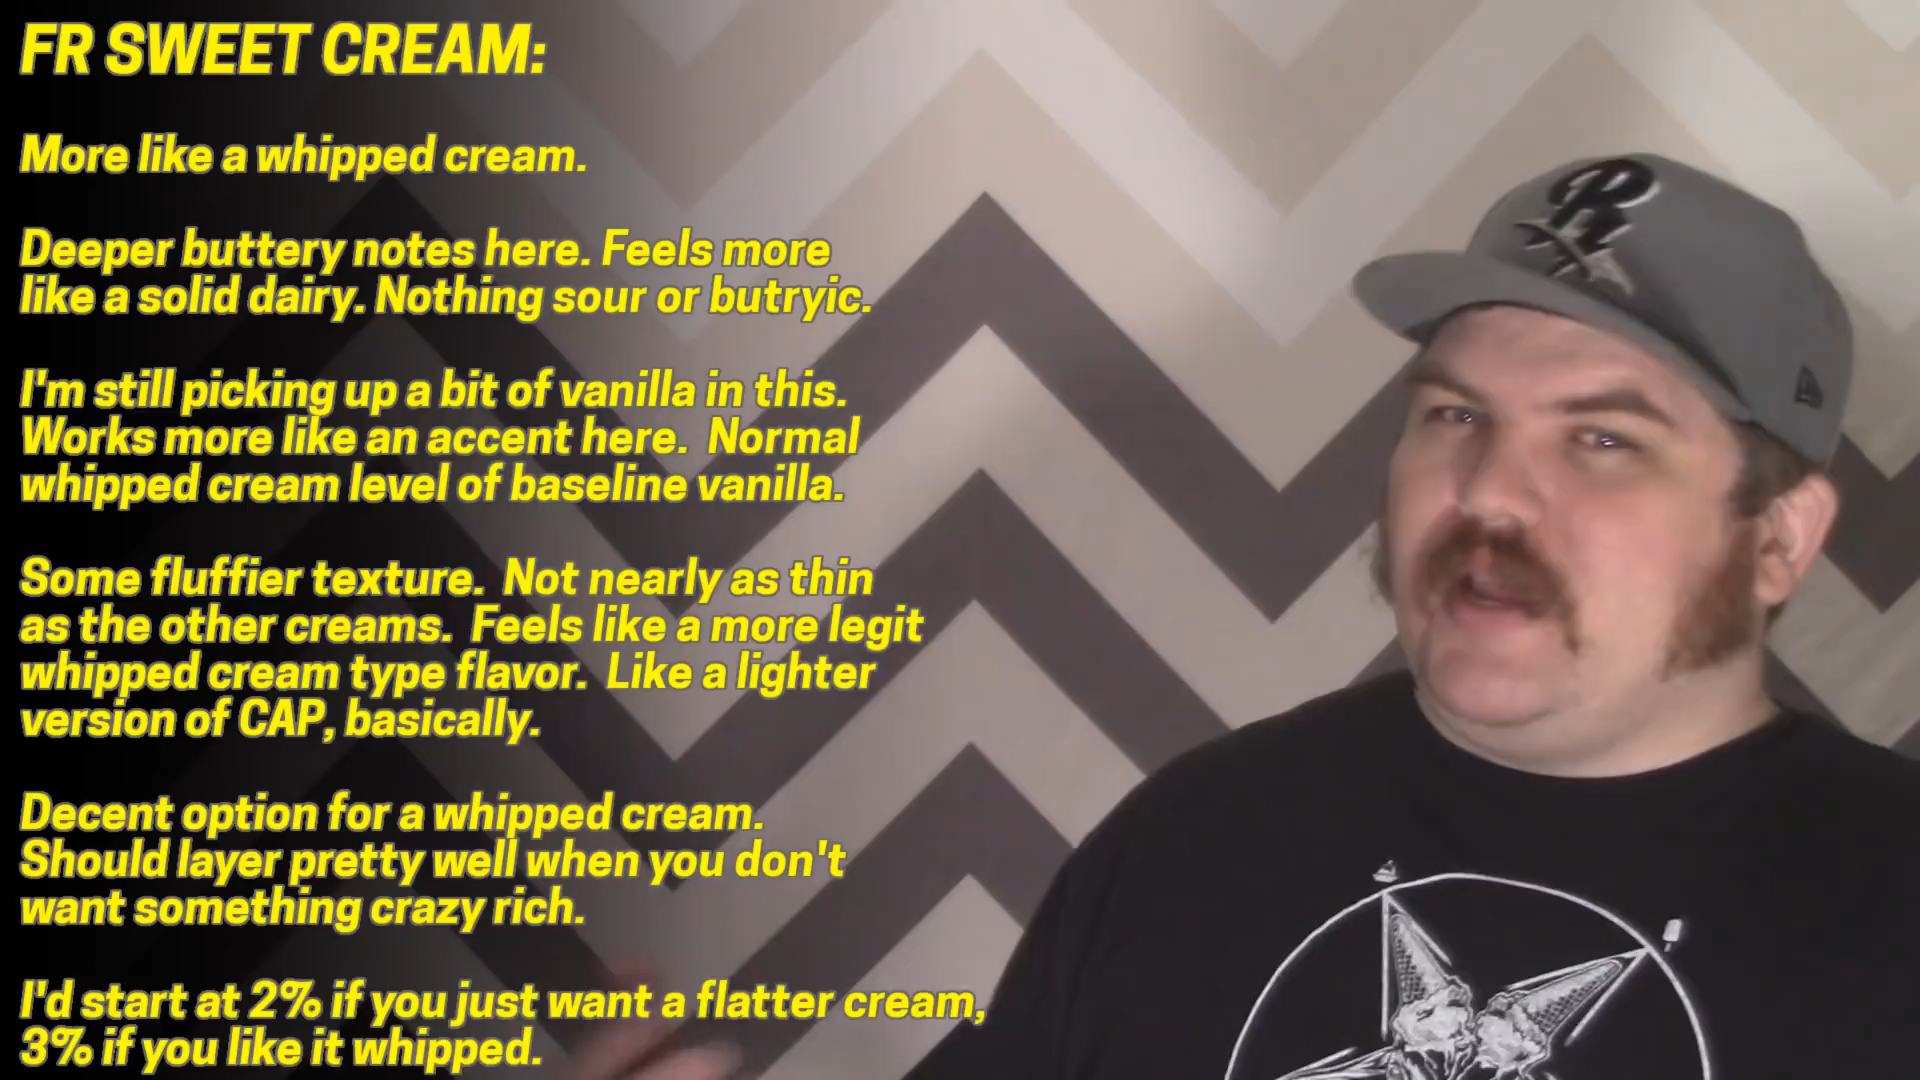 FR SWEET CREAM:
More like a whipped cream.
Deeper buttery notes here. Feels more
like a solid dairy. Nothing sour or butryic.
I'm still picking up a bit of vanilla in this.
Works more like an accent here.  Normal
whipped cream level of baseline vanilla.
Some fluffier texture.  Not nearly as thin
as the other creams.  Feels like a more legit
whipped cream type flavor.  Like a lighter
version of CAP, basically.
Decent option for a whipped cream.
Should layer pretty well when you don't
want something crazy rich.
I'd start at 2% if you just want a flatter cream,
3% if you like it whipped.